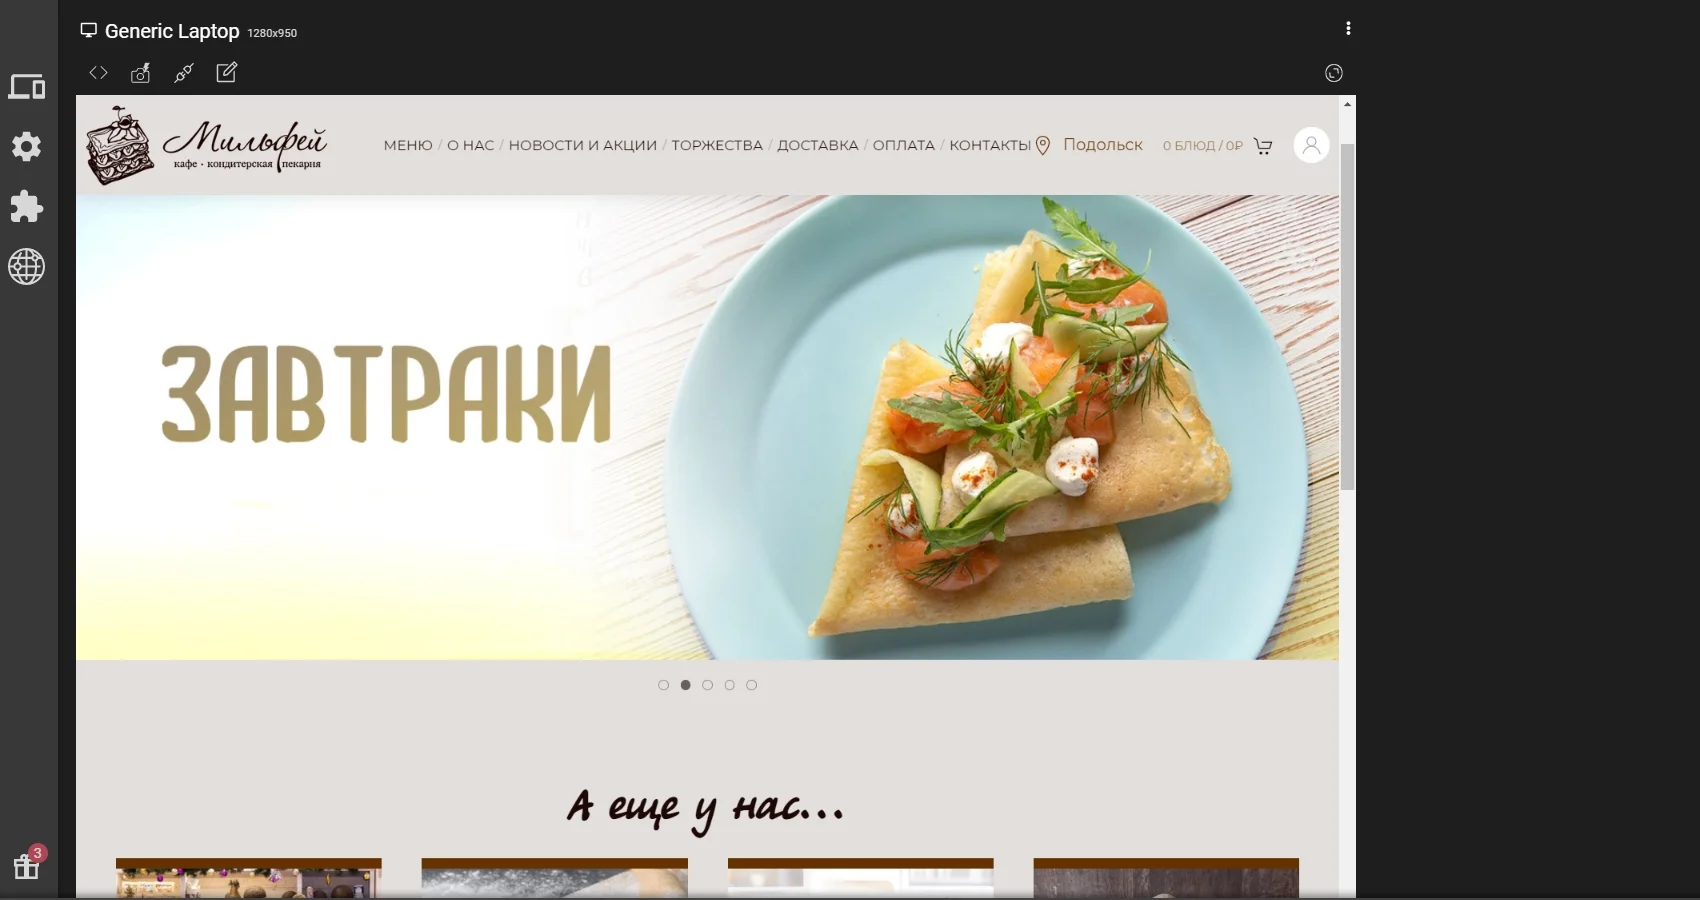 Generic Laptop 1280x950
Мильфей
кафе · кондитерская пекарня
МЕНЮ / О НАС / НОВОСТИ И АКЦИИ / ТОРЖЕСТВА / ДОСТАВКА / ОПЛАТА / КОНТАКТЫ Подольск 0 БЛЮД / 0₽
ЗАВТРАКИ
А еще у нас...
3